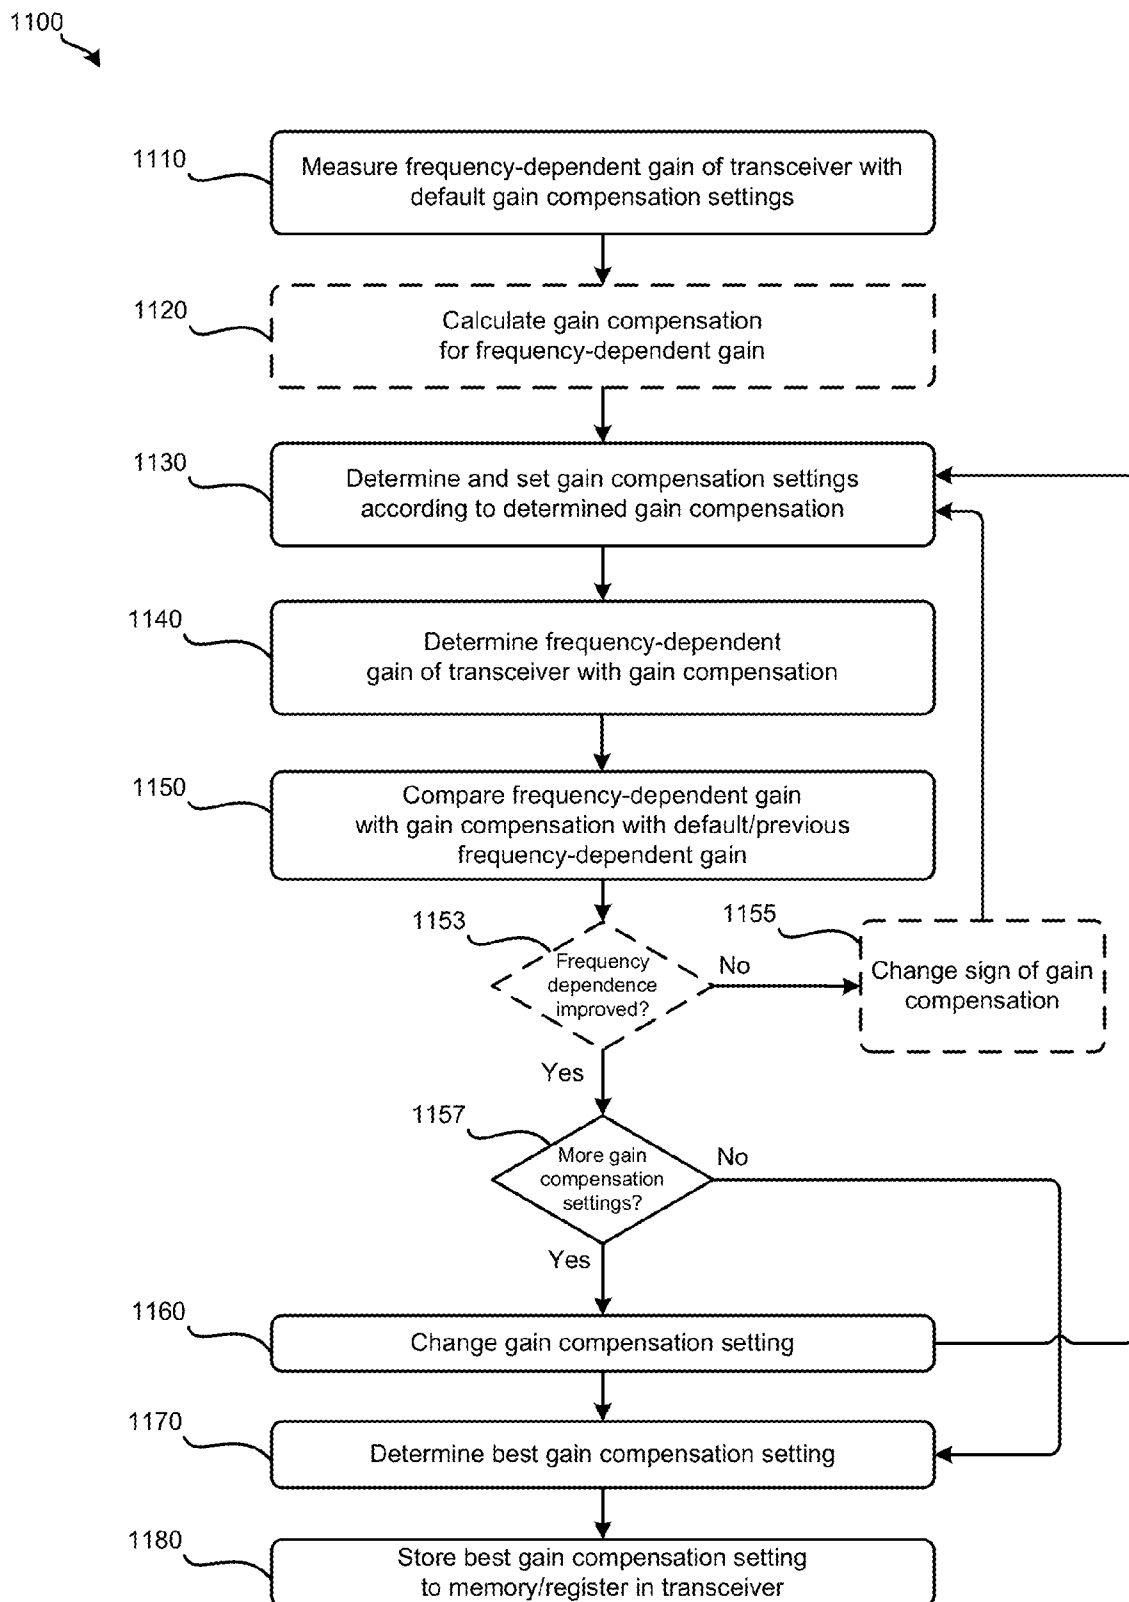 1100
1110
Measure frequency-dependent gain of transceiver with
default gain compensation settings
1120
Calculate gain compensation
for frequency-dependent gain
1130
Determine and set gain compensation settings
according to determined gain compensation
1140
Determine frequency-dependent
gain of transceiver with gain compensation
1150
Compare frequency-dependent gain
with gain compensation with default/previous
frequency-dependent gain
1153
Frequency
dependence
improved?
No
1155
Change sign of gain
compensation
Yes
1157
More gain
compensation
settings?
No
Yes
1160
Change gain compensation setting
1170
Determine best gain compensation setting
1180
Store best gain compensation setting
to memory/register in transceiver